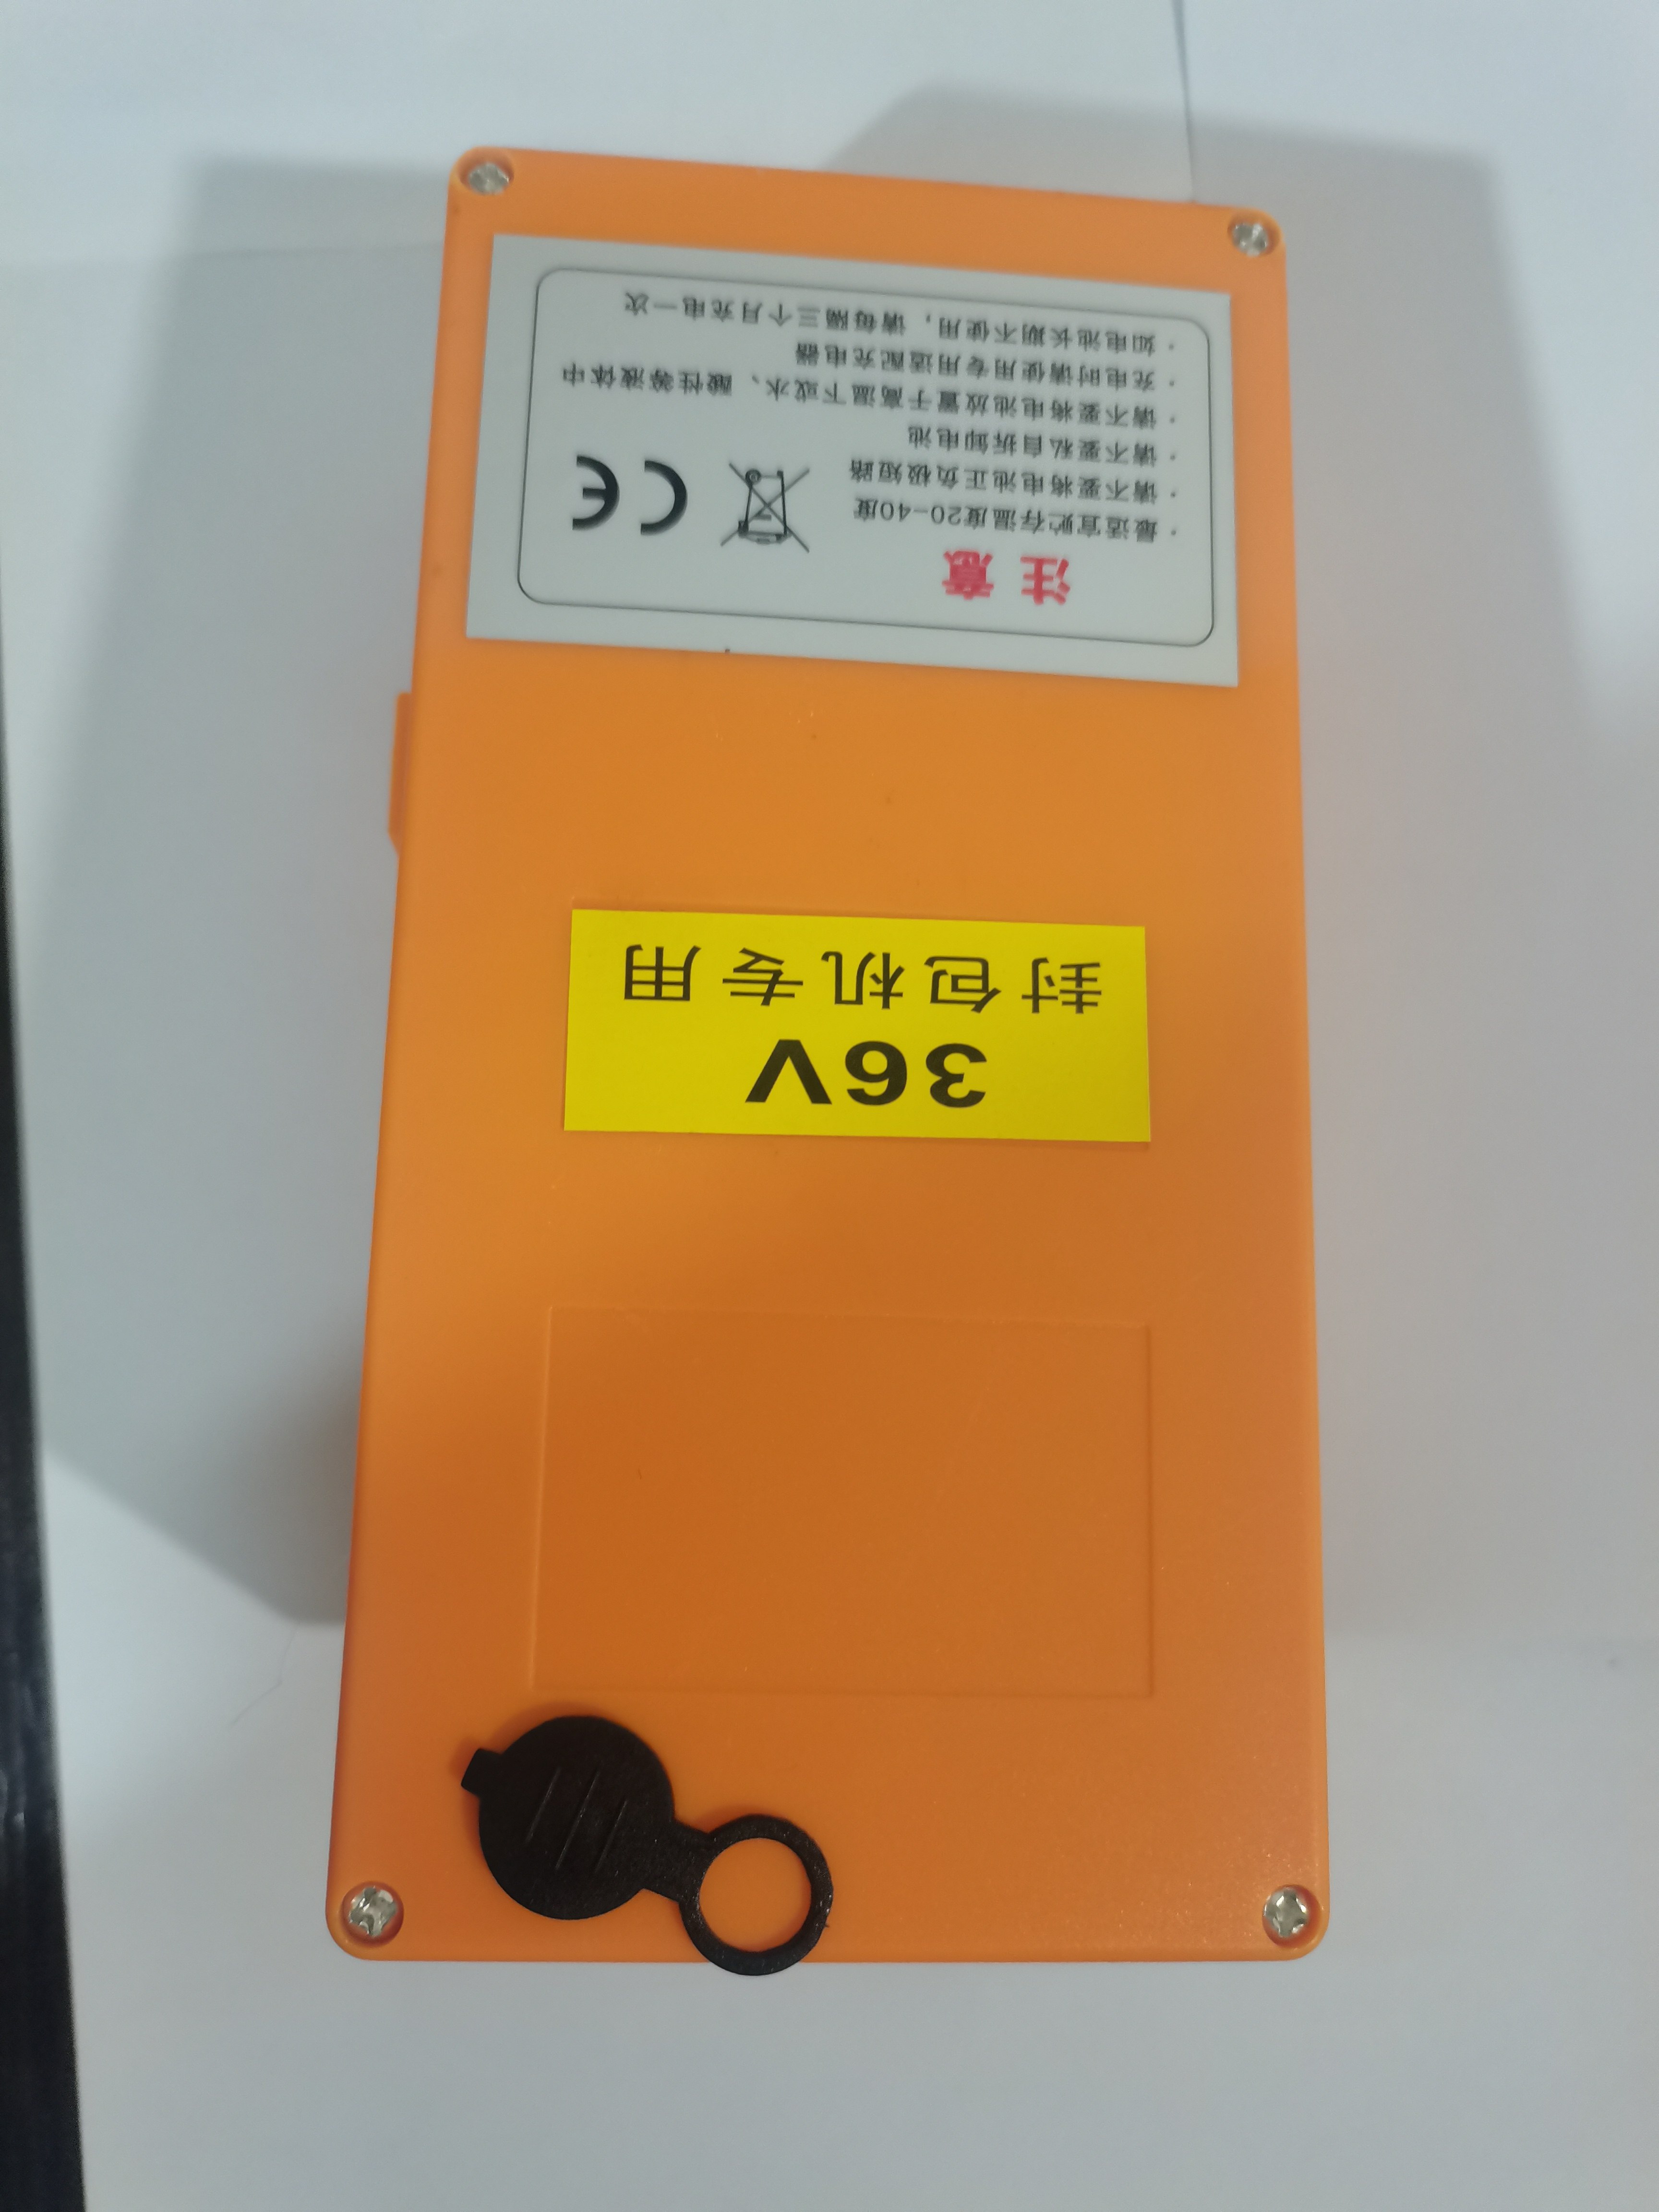 注意
· 最适宜贮存温度20-40度
· 请不要将电池正负极短路
· 请不要私自拆卸电池
· 请不要将电池放置于高温下或水、酸性等液体中
· 充电时请使用专用适配充电器
· 如电池长期不使用，请每隔三个月充电一次
CE
36V
封包机专用